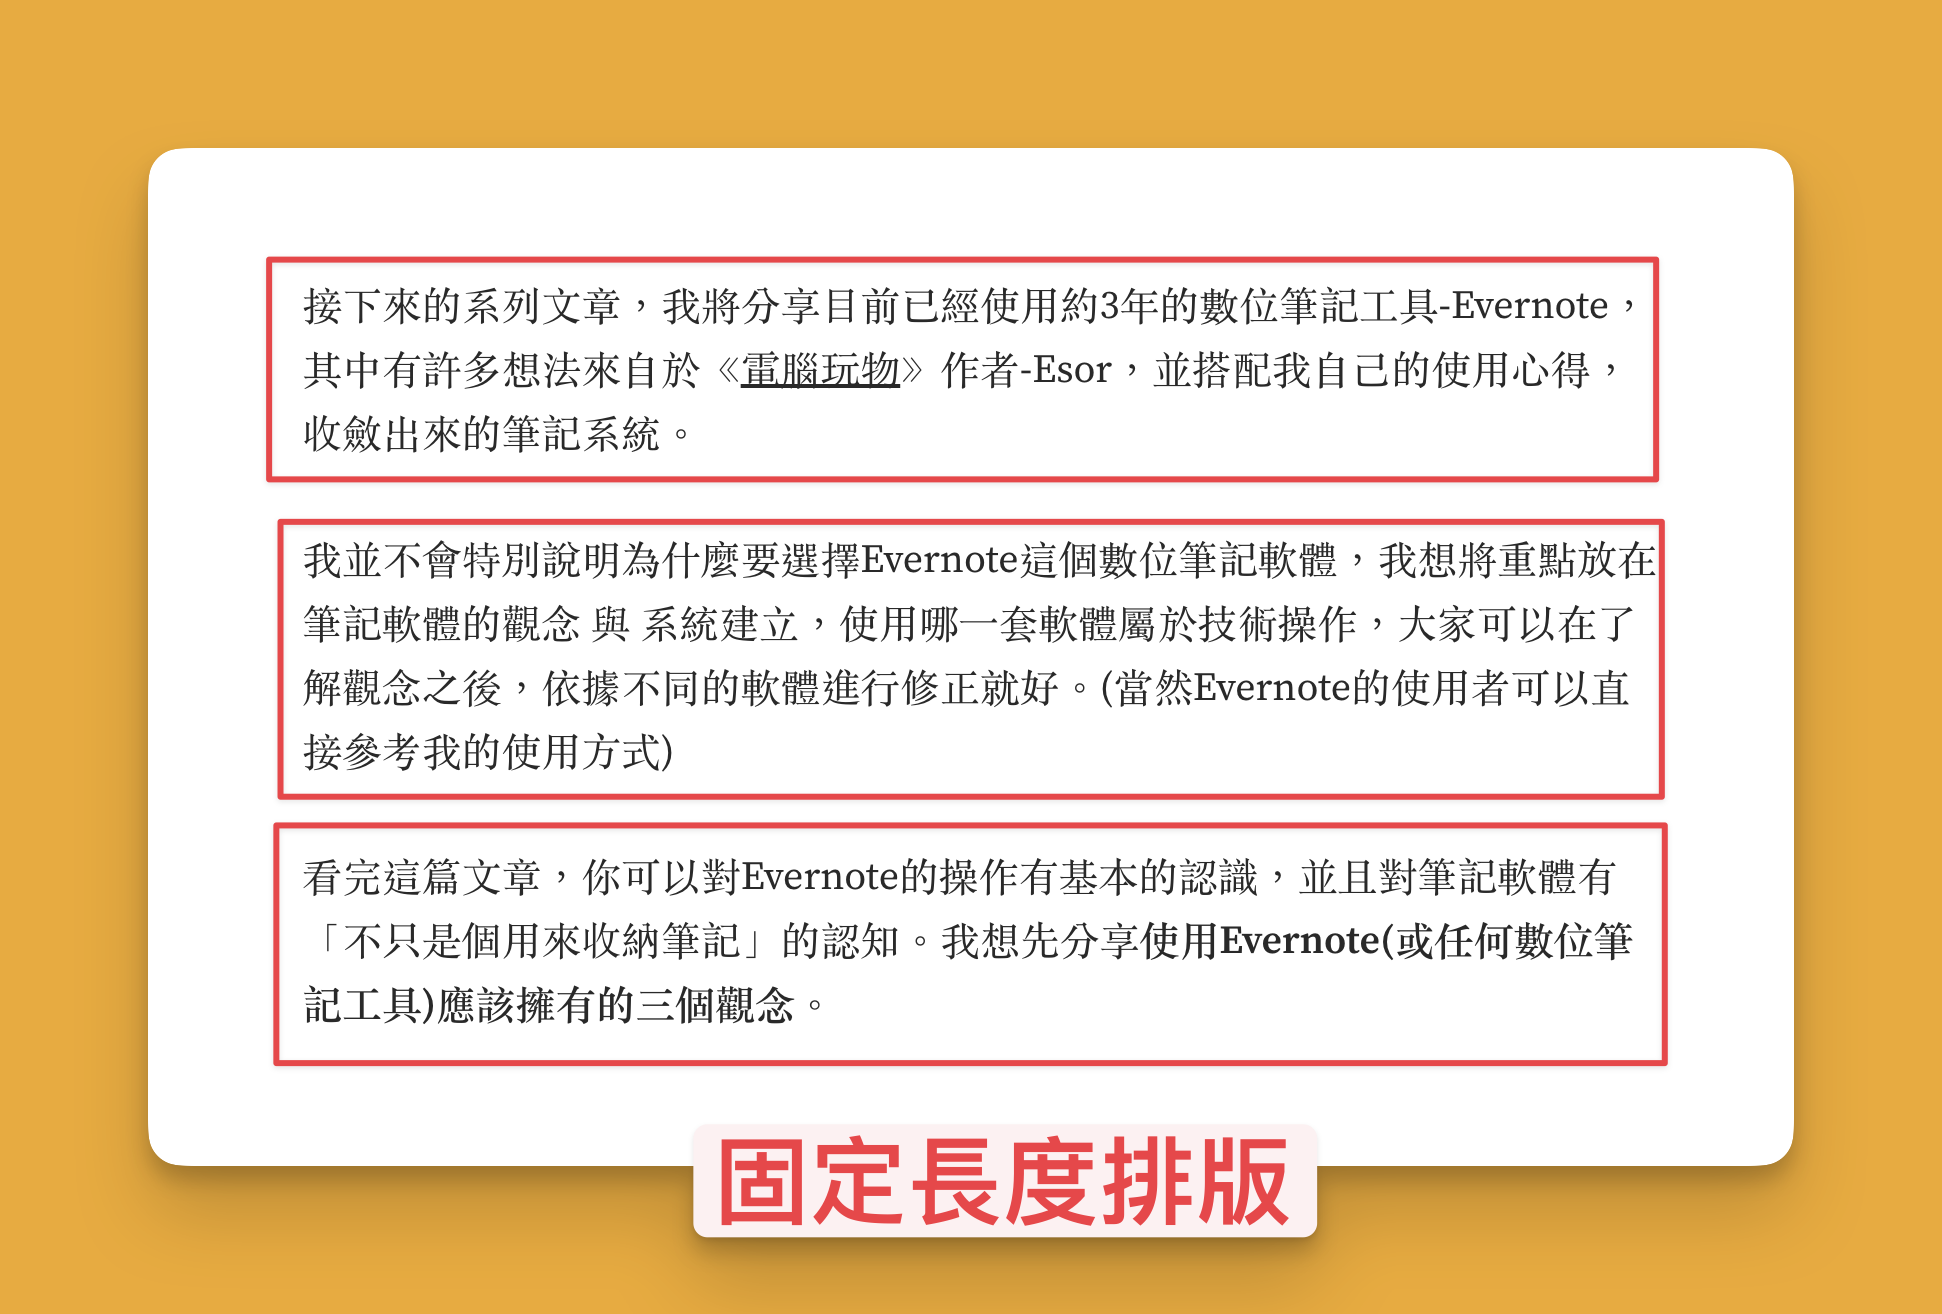 接下來的系列文章，我將分享目前已經使用約3年的數位筆記工具-Evernote，
其中有許多想法來自於《電腦玩物》作者-Esor，並搭配我自己的使用心得，
收斂出來的筆記系統。
我並不會特別說明為什麼要選擇Evernote這個數位筆記軟體，我想將重點放在
筆記軟體的觀念 與 系統建立，使用哪一套軟體屬於技術操作，大家可以在了
解觀念之後，依據不同的軟體進行修正就好。(當然Evernote的使用者可以直
接參考我的使用方式)
看完這篇文章，你可以對Evernote的操作有基本的認識，並且對筆記軟體有
「不只是個用來收納筆記」的認知。我想先分享使用Evernote(或任何數位筆
記工具)應該擁有的三個觀念。
固定長度排版